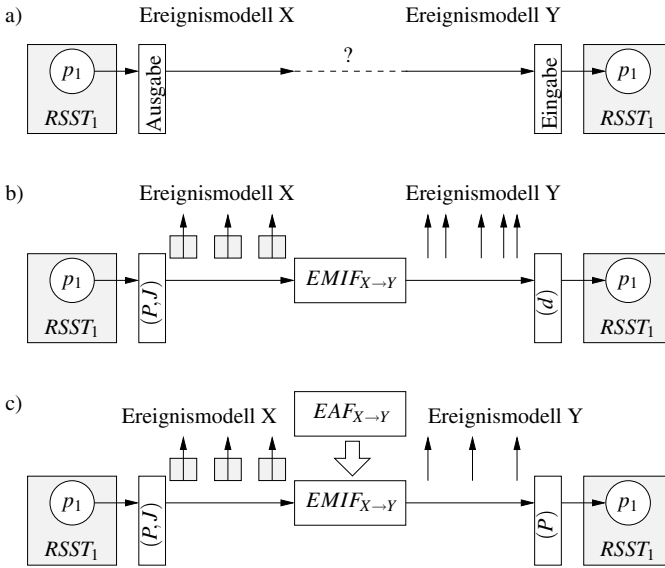 a)
Ereignismodell X
Ereignismodell Y
p1
RSST1
Ausgabe
?
Eingabe
p1
RSST1
b)
Ereignismodell X
Ereignismodell Y
p1
RSST1
(P,J)
EMIFX→Y
(d)
p1
RSST1
c)
Ereignismodell X
EAFX→Y
Ereignismodell Y
p1
RSST1
(P,J)
EMIFX→Y
(P)
p1
RSST1